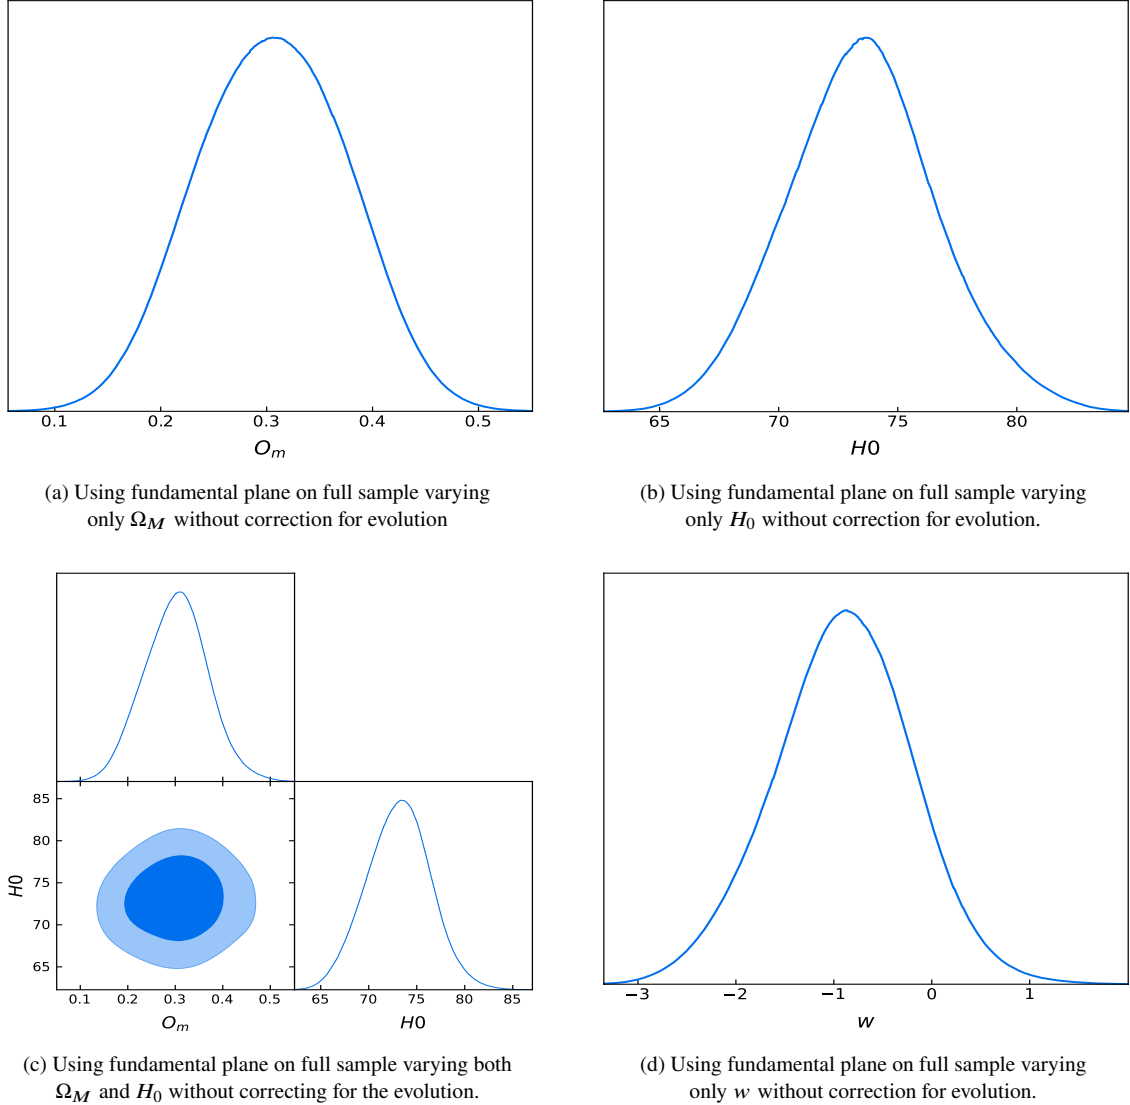 0.1 0.2 0.3 0.4 0.5
O_m
(a) Using fundamental plane on full sample varying
only Ω_M without correction for evolution
65 70 75 80
H0
(b) Using fundamental plane on full sample varying
only H_0 without correction for evolution.
85
80
75
70
65
H0
0.1 0.2 0.3 0.4 0.5
O_m
65 70 75 80 85
H0
(c) Using fundamental plane on full sample varying both
Ω_M and H_0 without correcting for the evolution.
−3 −2 −1 0 1
w
(d) Using fundamental plane on full sample varying
only w without correction for evolution.